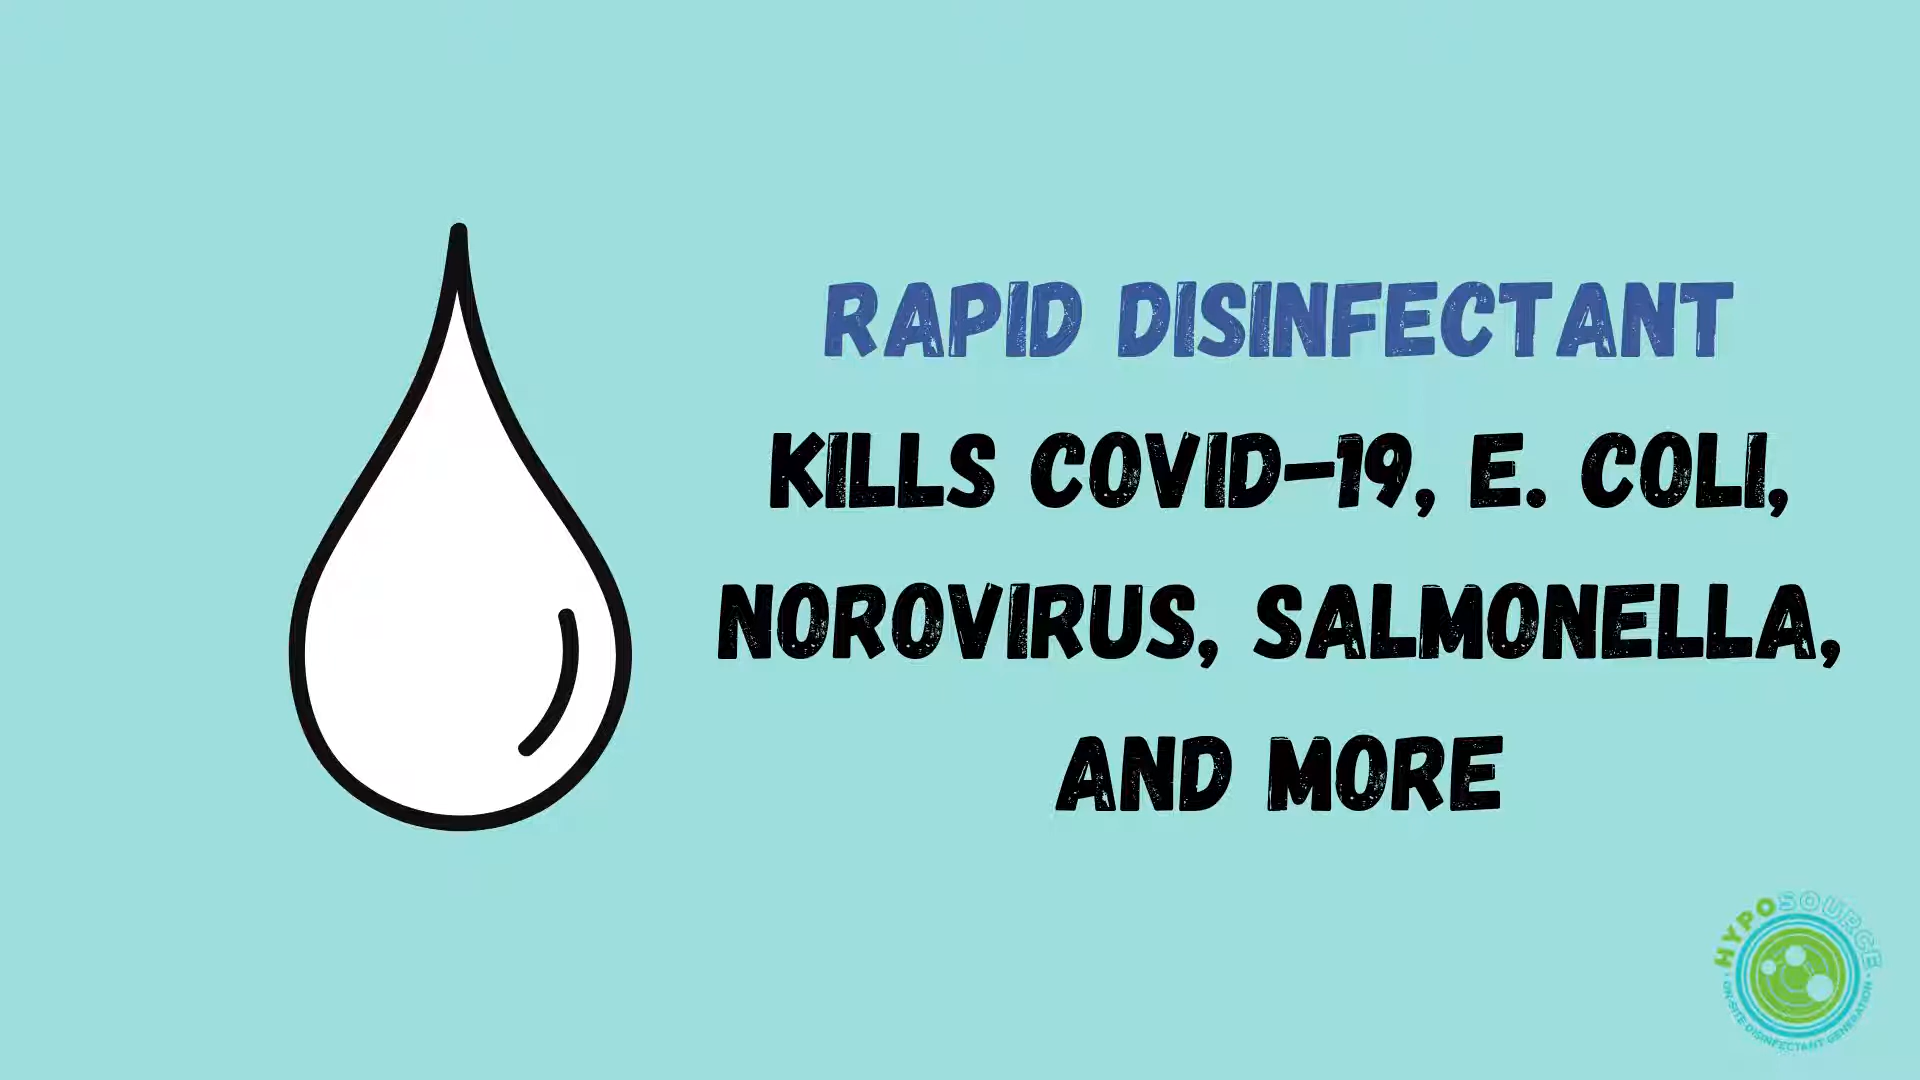 RAPID DISINFECTANT
KILLS COVID-19, E. COLI,
NOROVIRUS, SALMONELLA,
AND MORE
HYPOSOURCE
• ON-SITE DISINFECTANT GENERATION •